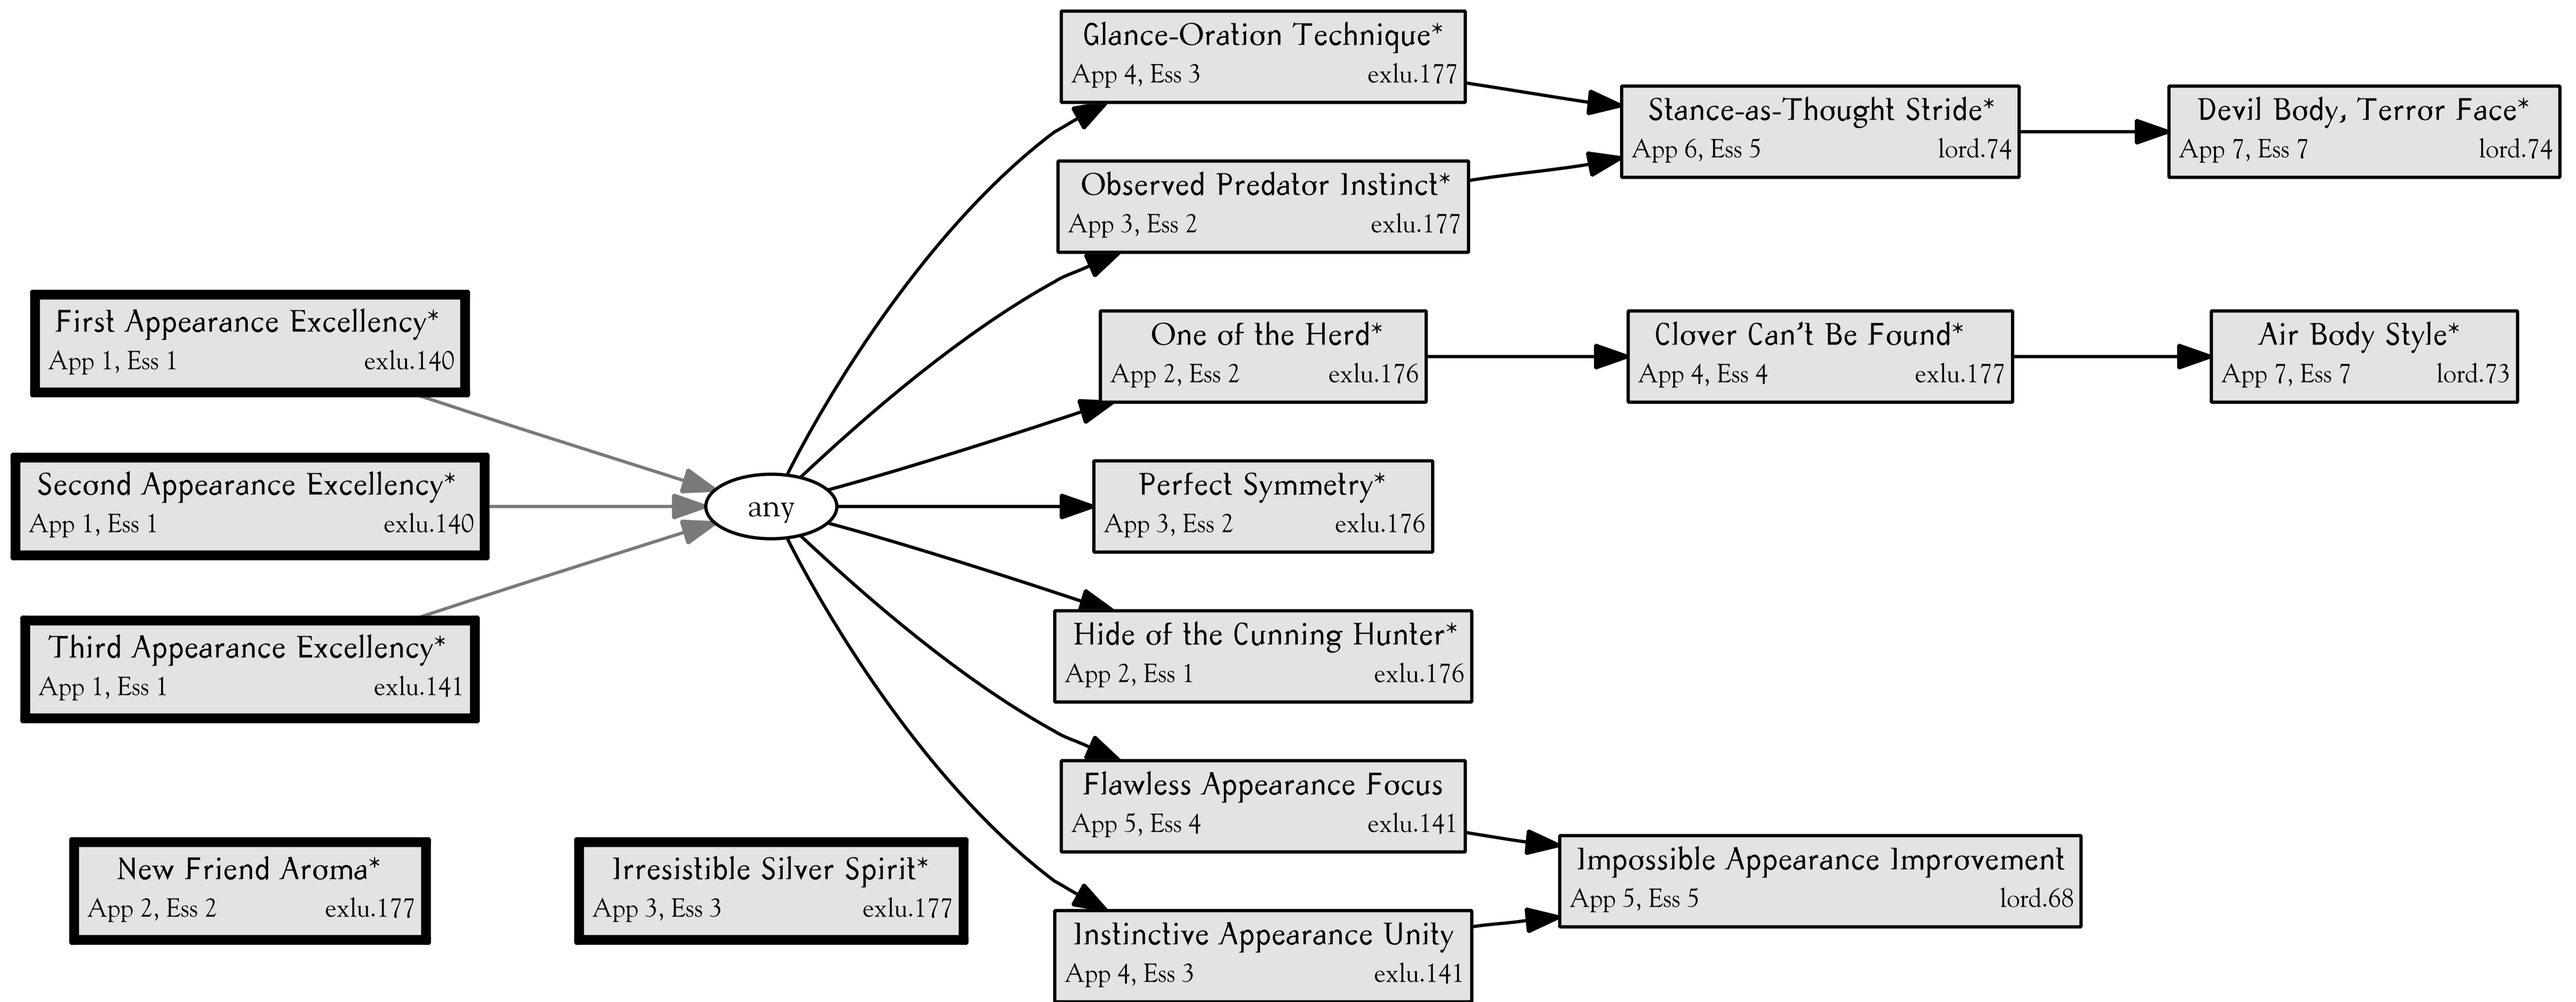 Glance-Oration Technique*
App 4, Ess 3 exlu.177
Stance-as-Thought Stride*
App 6, Ess 5 lord.74
Devil Body, Terror Face*
App 7, Ess 7 lord.74
Observed Predator Instinct*
App 3, Ess 2 exlu.177
First Appearance Excellency*
App 1, Ess 1 exlu.140
One of the Herd*
App 2, Ess 2 exlu.176
Clover Can't Be Found*
App 4, Ess 4 exlu.177
Air Body Style*
App 7, Ess 7 lord.73
Second Appearance Excellency*
App 1, Ess 1 exlu.140
any
Perfect Symmetry*
App 3, Ess 2 exlu.176
Third Appearance Excellency*
App 1, Ess 1 exlu.141
Hide of the Cunning Hunter*
App 2, Ess 1 exlu.176
Flawless Appearance Focus
App 5, Ess 4 exlu.141
New Friend Aroma*
App 2, Ess 2 exlu.177
Irresistible Silver Spirit*
App 3, Ess 3 exlu.177
Impossible Appearance Improvement
App 5, Ess 5 lord.68
Instinctive Appearance Unity
App 4, Ess 3 exlu.141